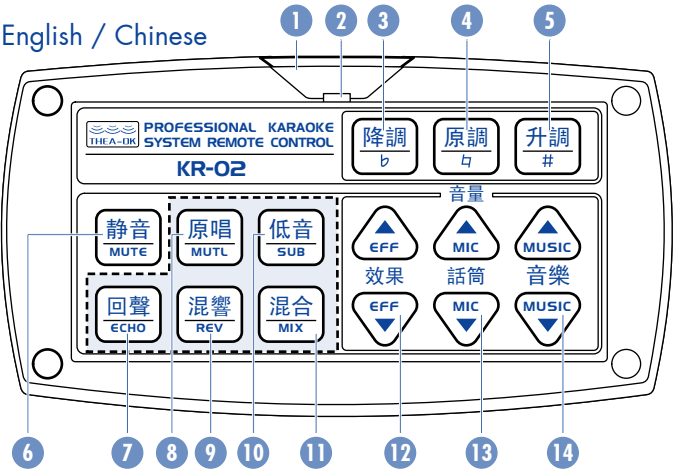 English / Chinese
1 2 3 4 5
THEA-OK
PROFESSIONAL KARAOKE
SYSTEM REMOTE CONTROL
KR-02
降調 原調 升調
♭ ♮ #
音量
静音 原唱 低音
MUTE MUTL SUB
EFF MIC MUSIC
效果 話筒 音樂
回聲 混響 混合
ECHO REV MIX
EFF MIC MUSIC
6 7 8 9 10 11 12 13 14